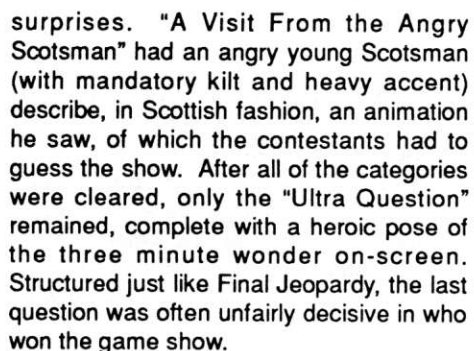 surprises. "A Visit From the Angry
Scotsman" had an angry young Scotsman
(with mandatory kilt and heavy accent)
describe, in Scottish fashion, an animation
he saw, of which the contestants had to
guess the show. After all of the categories
were cleared, only the "Ultra Question"
remained, complete with a heroic pose of
the three minute wonder on-screen.
Structured just like Final Jeopardy, the last
question was often unfairly decisive in who
won the game show.